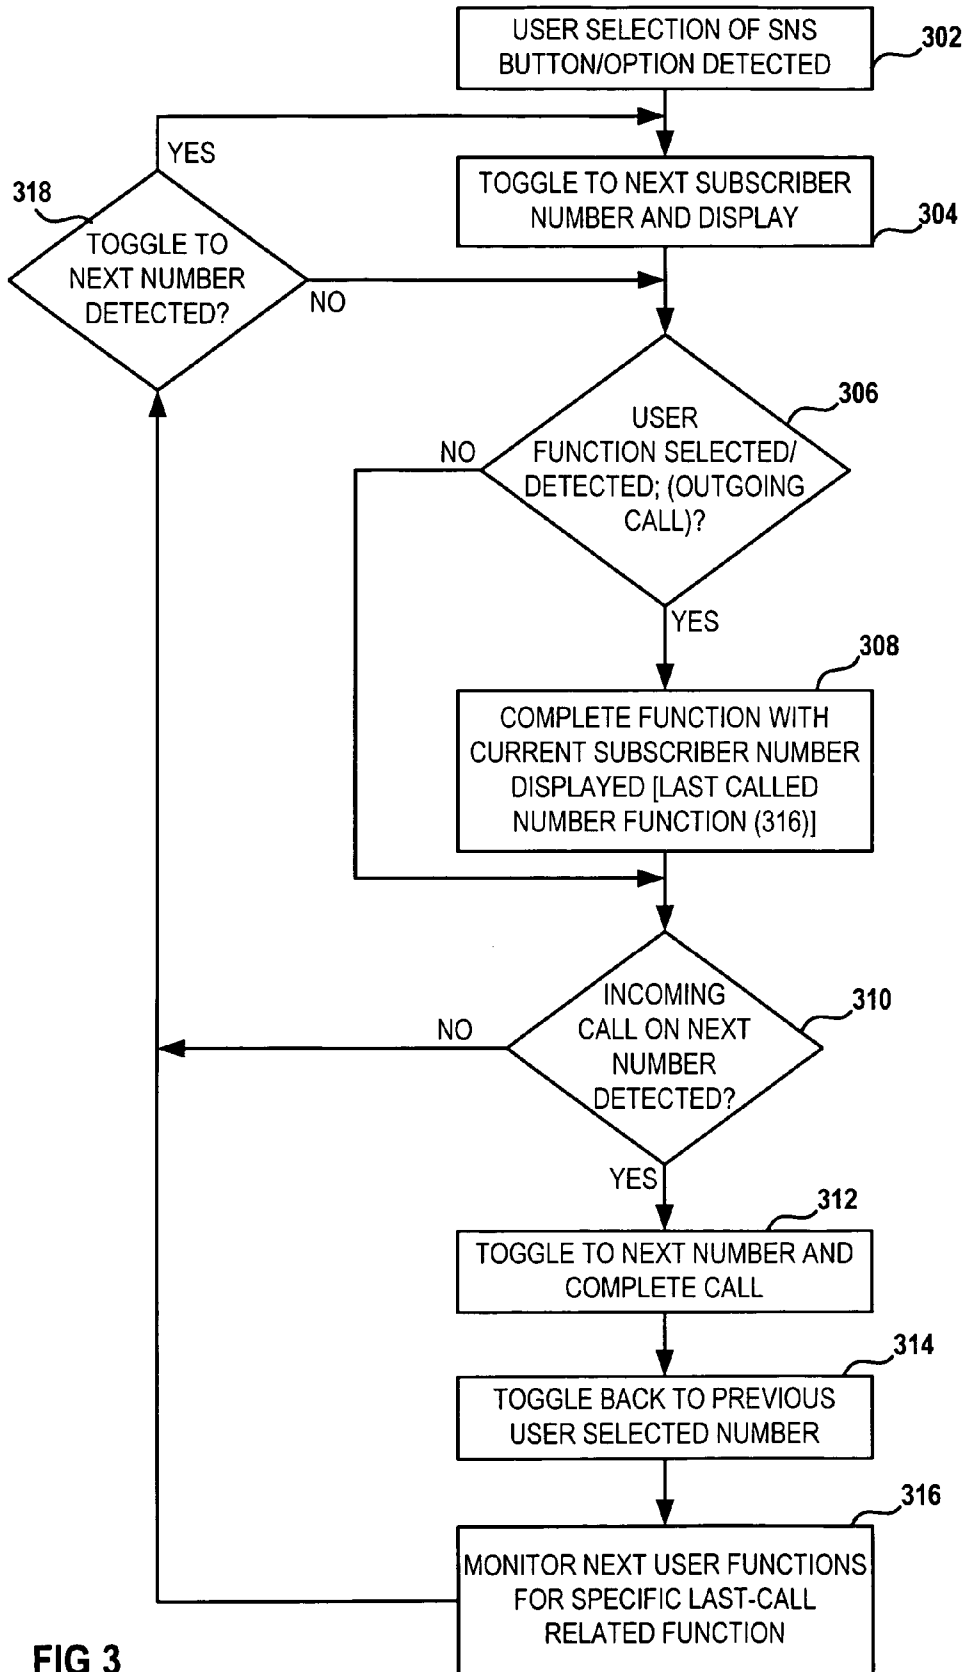 USER SELECTION OF SNS
BUTTON/OPTION DETECTED
302
YES
TOGGLE TO NEXT SUBSCRIBER
NUMBER AND DISPLAY
304
318
TOGGLE TO
NEXT NUMBER
DETECTED?
NO
306
USER
FUNCTION SELECTED/
DETECTED; (OUTGOING
CALL)?
NO
YES
308
COMPLETE FUNCTION WITH
CURRENT SUBSCRIBER NUMBER
DISPLAYED [LAST CALLED
NUMBER FUNCTION (316)]
310
INCOMING
CALL ON NEXT
NUMBER
DETECTED?
NO
YES
312
TOGGLE TO NEXT NUMBER AND
COMPLETE CALL
314
TOGGLE BACK TO PREVIOUS
USER SELECTED NUMBER
316
MONITOR NEXT USER FUNCTIONS
FOR SPECIFIC LAST-CALL
RELATED FUNCTION
FIG 3